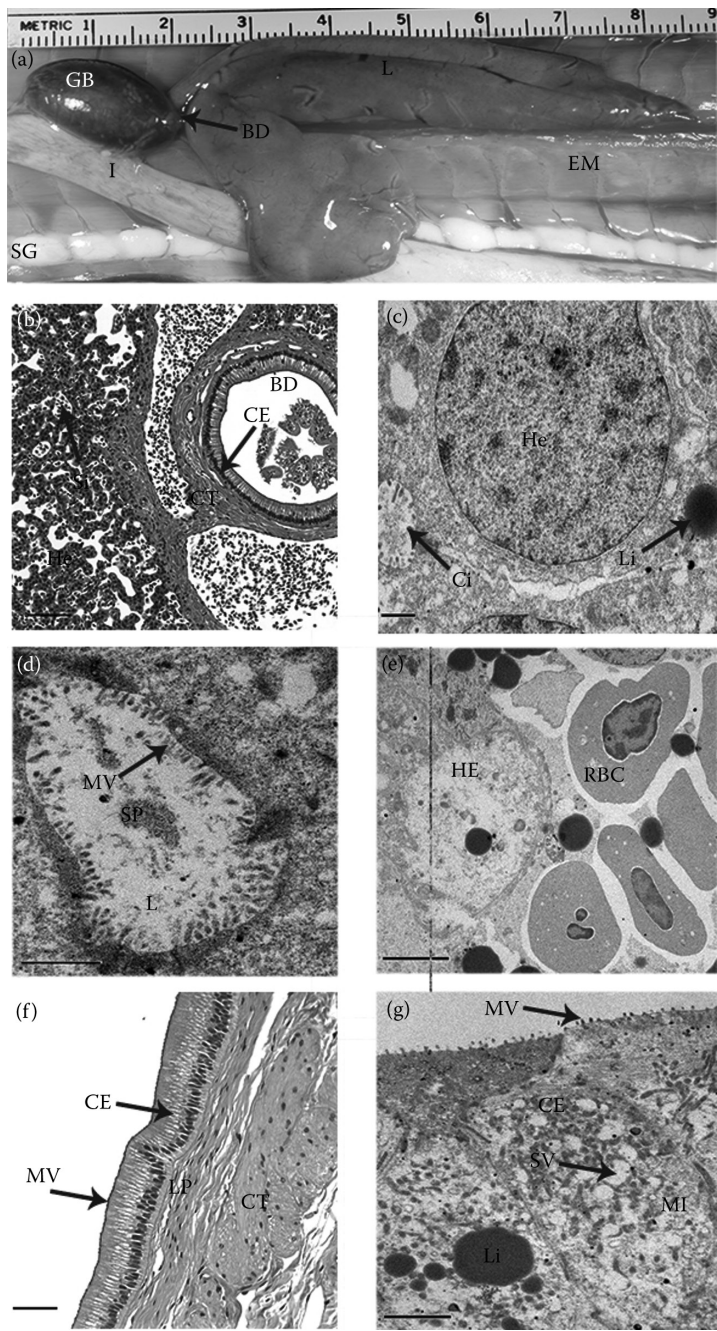 METRIC 1 2 3 4 5 6 7 8 9
(a)
GB
L
BD
I
EM
SG
(b)
BD
CE
Si
CT
He
(c)
He
Li
Ci
(d)
MV
SP
L
(e)
HE
RBC
(f)
CE
MV
LP
CT
(g)
MV
CE
SV
MI
Li